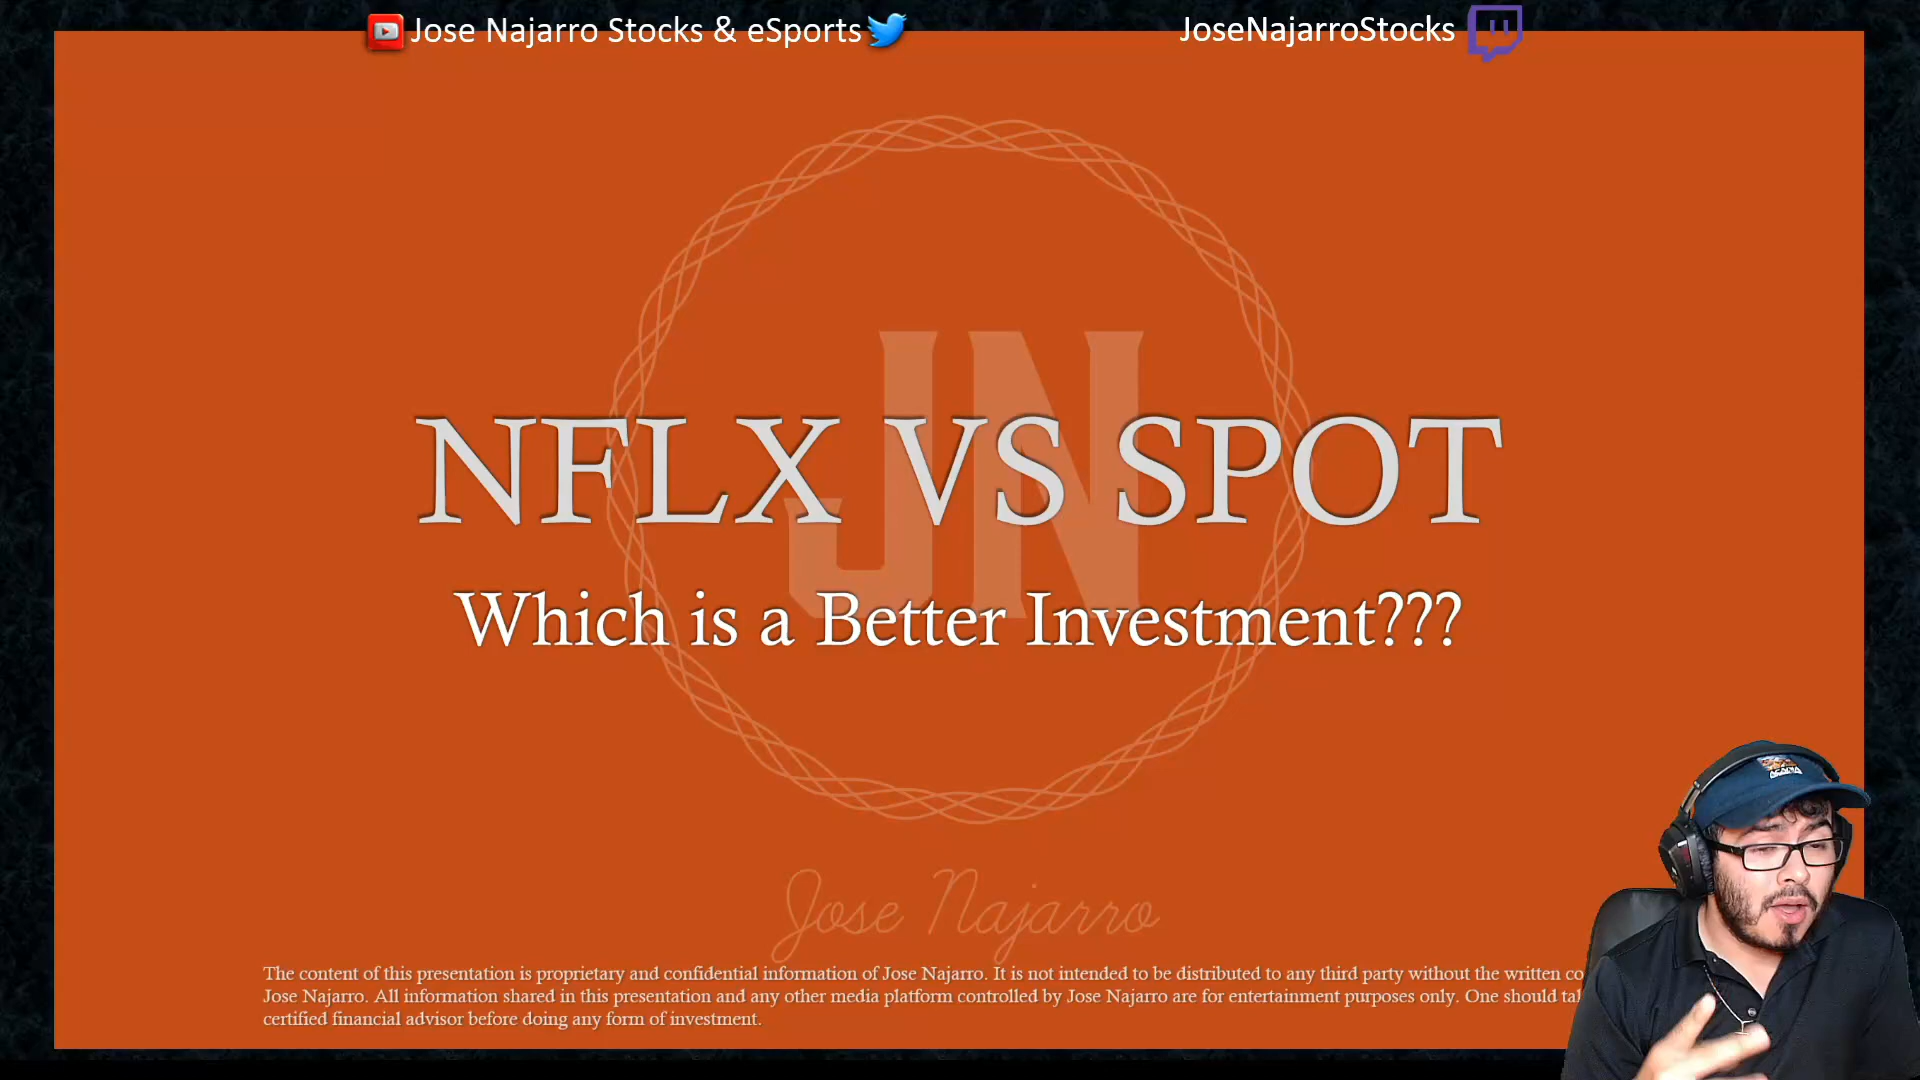 Jose Najarro Stocks & eSports
JoseNajarroStocks
JN
NFLX VS SPOT
Which is a Better Investment???
Jose Najarro
The content of this presentation is proprietary and confidential information of Jose Najarro. It is not intended to be distributed to any third party without the written
Jose Najarro. All information shared in this presentation and any other media platform controlled by Jose Najarro are for entertainment purposes only. One should
certified financial advisor before doing any form of investment.